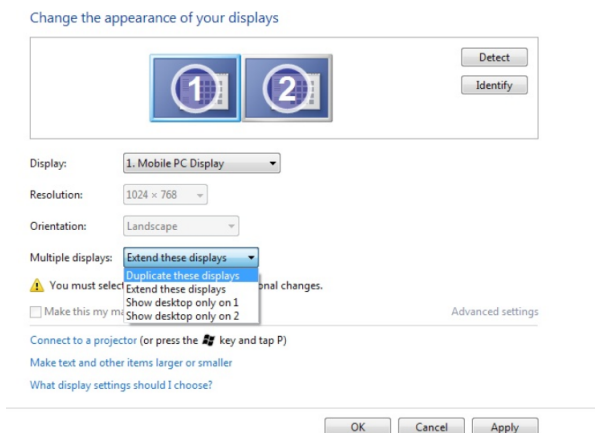 Change the appearance of your displays
1
2
Detect
Identify
Display: 1. Mobile PC Display
Resolution: 1024 × 768
Orientation: Landscape
Multiple displays: Extend these displays
Duplicate these displays
Extend these displays
Show desktop only on 1
Show desktop only on 2
You must select onal changes.
Make this my ma
Advanced settings
Connect to a projector (or press the key and tap P)
Make text and other items larger or smaller
What display settings should I choose?
OK Cancel Apply